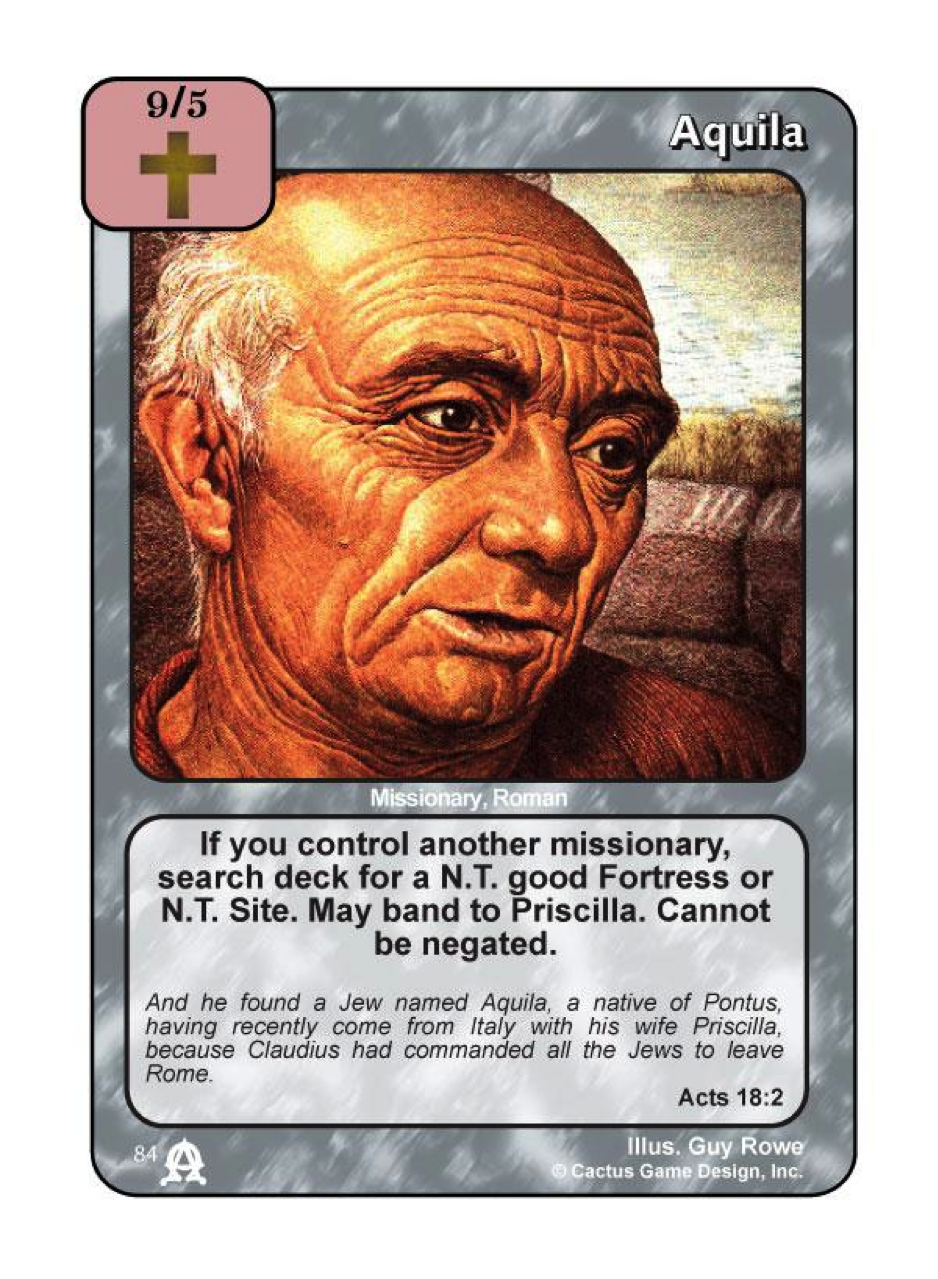 9/5
Aquila
Missionary, Roman
If you control another missionary,
search deck for a N.T. good Fortress or
N.T. Site. May band to Priscilla. Cannot
be negated.
And he found a Jew named Aquila, a native of Pontus,
having recently come from Italy with his wife Priscilla,
because Claudius had commanded all the Jews to leave
Rome.
Acts 18:2
84
Illus. Guy Rowe
© Cactus Game Design, Inc.